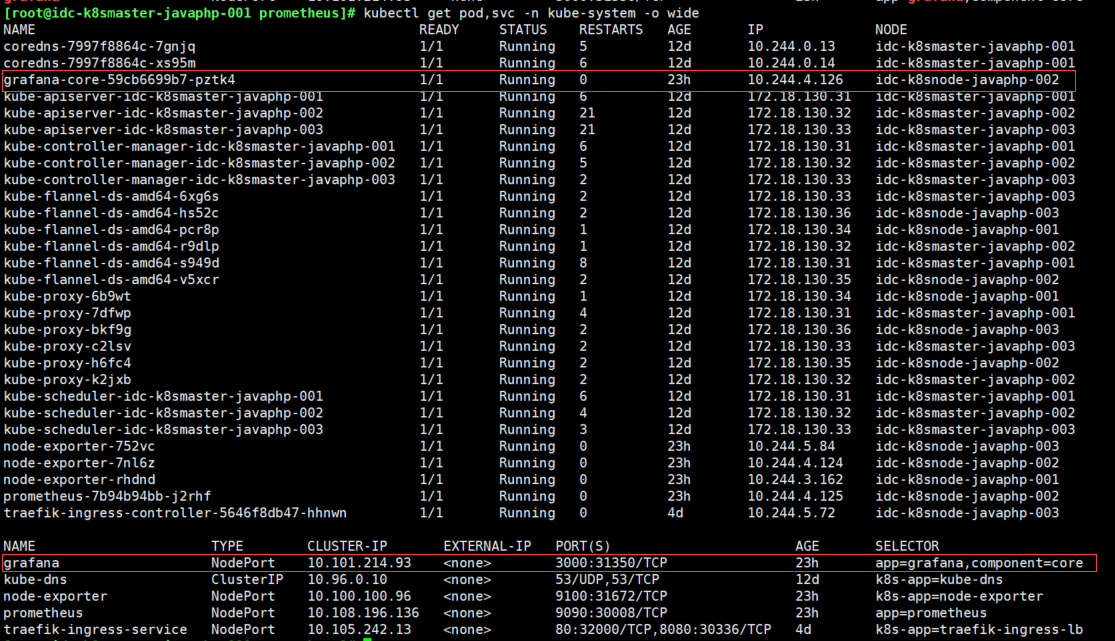 [root@idc-k8smaster-javaphp-001 prometheus]# kubectl get pod,svc -n kube-system -o wide
NAME READY STATUS RESTARTS AGE IP NODE
coredns-7997f8864c-7gnjq 1/1 Running 5 12d 10.244.0.13 idc-k8smaster-javaphp-001
coredns-7997f8864c-xs95m 1/1 Running 6 12d 10.244.0.14 idc-k8smaster-javaphp-001
grafana-core-59cb6699b7-pztk4 1/1 Running 0 23h 10.244.4.126 idc-k8snode-javaphp-002
kube-apiserver-idc-k8smaster-javaphp-001 1/1 Running 6 12d 172.18.130.31 idc-k8smaster-javaphp-001
kube-apiserver-idc-k8smaster-javaphp-002 1/1 Running 21 12d 172.18.130.32 idc-k8smaster-javaphp-002
kube-apiserver-idc-k8smaster-javaphp-003 1/1 Running 21 12d 172.18.130.33 idc-k8smaster-javaphp-003
kube-controller-manager-idc-k8smaster-javaphp-001 1/1 Running 6 12d 172.18.130.31 idc-k8smaster-javaphp-001
kube-controller-manager-idc-k8smaster-javaphp-002 1/1 Running 5 12d 172.18.130.32 idc-k8smaster-javaphp-002
kube-controller-manager-idc-k8smaster-javaphp-003 1/1 Running 2 12d 172.18.130.33 idc-k8smaster-javaphp-003
kube-flannel-ds-amd64-6xg6s 1/1 Running 2 12d 172.18.130.33 idc-k8smaster-javaphp-003
kube-flannel-ds-amd64-hs52c 1/1 Running 2 12d 172.18.130.36 idc-k8snode-javaphp-003
kube-flannel-ds-amd64-pcr8p 1/1 Running 1 12d 172.18.130.34 idc-k8snode-javaphp-001
kube-flannel-ds-amd64-r9dlp 1/1 Running 1 12d 172.18.130.32 idc-k8smaster-javaphp-002
kube-flannel-ds-amd64-s949d 1/1 Running 8 12d 172.18.130.31 idc-k8smaster-javaphp-001
kube-flannel-ds-amd64-v5xcr 1/1 Running 2 12d 172.18.130.35 idc-k8snode-javaphp-002
kube-proxy-6b9wt 1/1 Running 1 12d 172.18.130.34 idc-k8snode-javaphp-001
kube-proxy-7dfwp 1/1 Running 4 12d 172.18.130.31 idc-k8smaster-javaphp-001
kube-proxy-bkf9g 1/1 Running 2 12d 172.18.130.36 idc-k8snode-javaphp-003
kube-proxy-c2lsv 1/1 Running 2 12d 172.18.130.33 idc-k8smaster-javaphp-003
kube-proxy-h6fc4 1/1 Running 2 12d 172.18.130.35 idc-k8snode-javaphp-002
kube-proxy-k2jxb 1/1 Running 2 12d 172.18.130.32 idc-k8smaster-javaphp-002
kube-scheduler-idc-k8smaster-javaphp-001 1/1 Running 6 12d 172.18.130.31 idc-k8smaster-javaphp-001
kube-scheduler-idc-k8smaster-javaphp-002 1/1 Running 4 12d 172.18.130.32 idc-k8smaster-javaphp-002
kube-scheduler-idc-k8smaster-javaphp-003 1/1 Running 3 12d 172.18.130.33 idc-k8smaster-javaphp-003
node-exporter-752vc 1/1 Running 0 23h 10.244.5.84 idc-k8snode-javaphp-003
node-exporter-7nl6z 1/1 Running 0 23h 10.244.4.124 idc-k8snode-javaphp-002
node-exporter-rhdnd 1/1 Running 0 23h 10.244.3.162 idc-k8snode-javaphp-001
prometheus-7b94b94bb-j2rhf 1/1 Running 0 23h 10.244.4.125 idc-k8snode-javaphp-002
traefik-ingress-controller-5646f8db47-hhnwn 1/1 Running 0 4d 10.244.5.72 idc-k8snode-javaphp-003
NAME TYPE CLUSTER-IP EXTERNAL-IP PORT(S) AGE SELECTOR
grafana NodePort 10.101.214.93 <none> 3000:31350/TCP 23h app=grafana,component=core
kube-dns ClusterIP 10.96.0.10 <none> 53/UDP,53/TCP 12d k8s-app=kube-dns
node-exporter NodePort 10.100.100.96 <none> 9100:31672/TCP 23h k8s-app=node-exporter
prometheus NodePort 10.108.196.136 <none> 9090:30008/TCP 23h app=prometheus
traefik-ingress-service NodePort 10.105.242.13 <none> 80:32000/TCP,8080:30336/TCP 4d k8s-app=traefik-ingress-lb